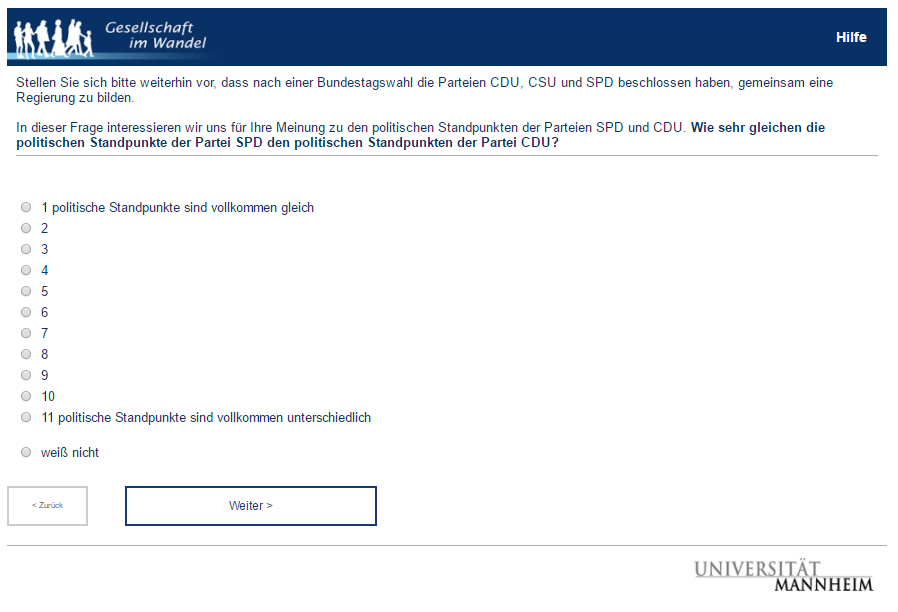 Gesellschaft
im Wandel
Hilfe
Stellen Sie sich bitte weiterhin vor, dass nach einer Bundestagswahl die Parteien CDU, CSU und SPD beschlossen haben, gemeinsam eine
Regierung zu bilden.
In dieser Frage interessieren wir uns für Ihre Meinung zu den politischen Standpunkten der Parteien SPD und CDU. Wie sehr gleichen die
politischen Standpunkte der Partei SPD den politischen Standpunkten der Partei CDU?
1 politische Standpunkte sind vollkommen gleich
2
3
4
5
6
7
8
9
10
11 politische Standpunkte sind vollkommen unterschiedlich
weiß nicht
< Zurück
Weiter >
UNIVERSITÄT
MANNHEIM